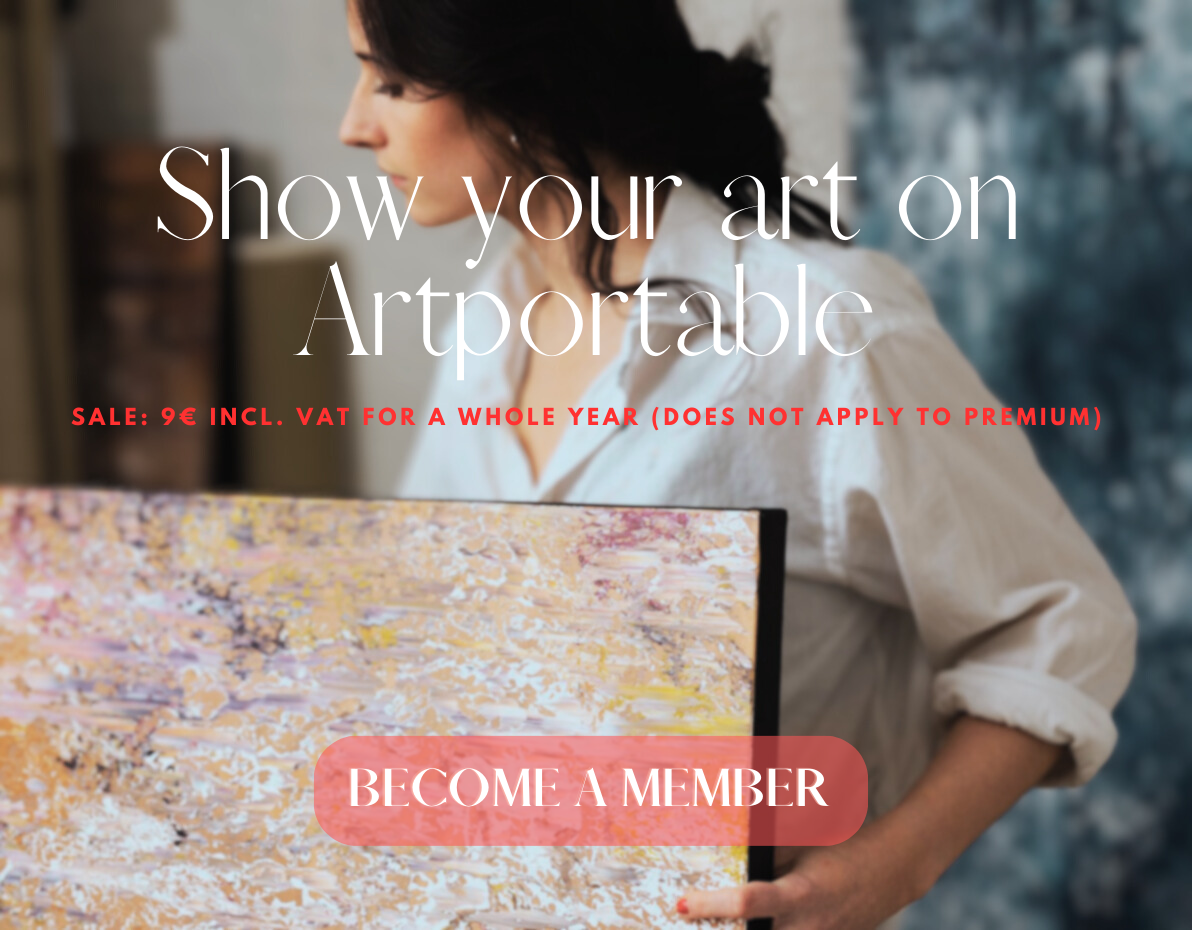 Show your art on
Artportable
SALE: 9€ INCL. VAT FOR A WHOLE YEAR (DOES NOT APPLY TO PREMIUM)
BECOME A MEMBER